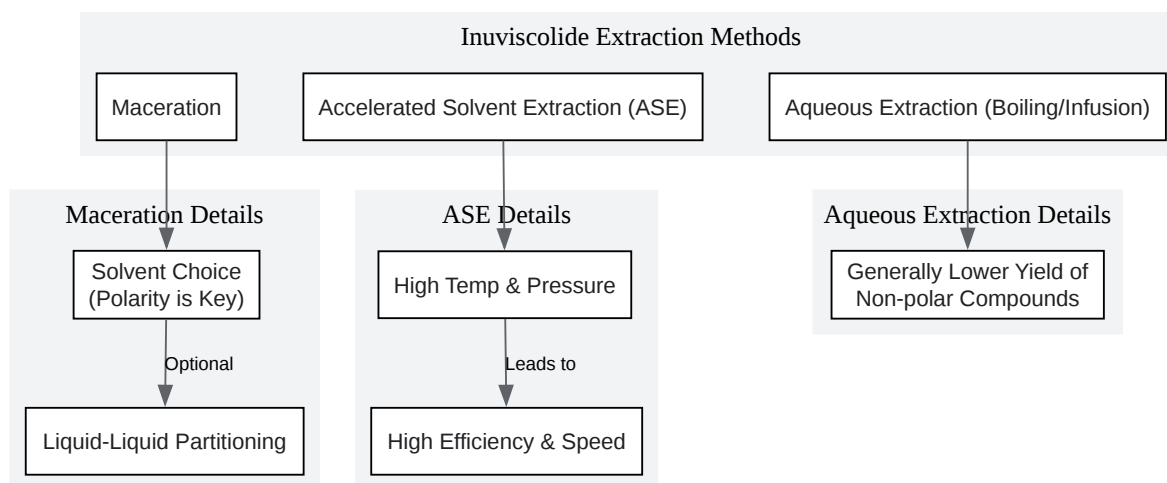 Inuviscolide Extraction Methods
Maceration
Accelerated Solvent Extraction (ASE)
Aqueous Extraction (Boiling/Infusion)
Maceration Details
ASE Details
Aqueous Extraction Details
Solvent Choice
(Polarity is Key)
High Temp & Pressure
Generally Lower Yield of
Non-polar Compounds
Optional
Leads to
Liquid-Liquid Partitioning
High Efficiency & Speed